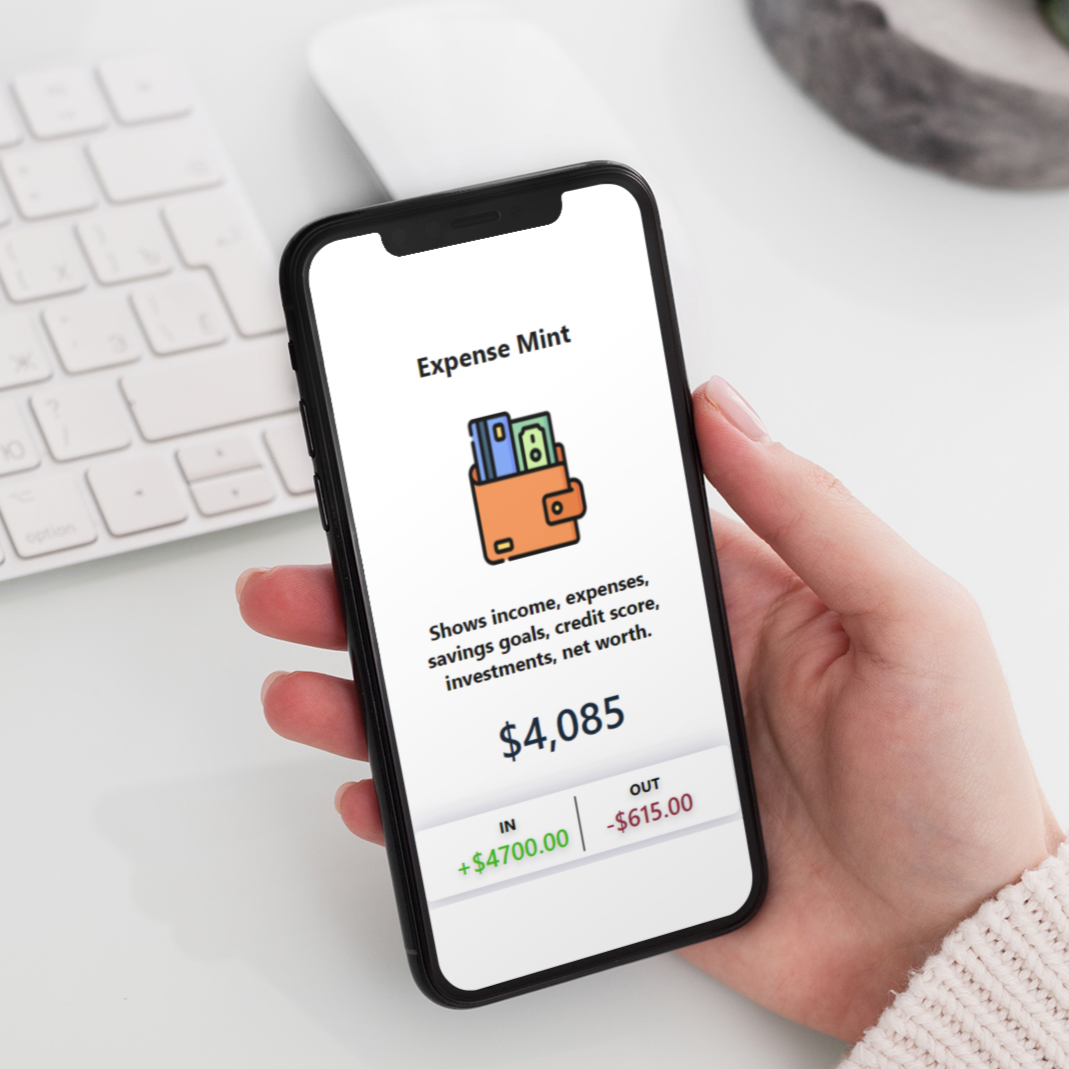 Expense Mint
Shows income, expenses,
savings goals, credit score,
investments, net worth.
$4,085
IN
+$4700.00
OUT
-$615.00
option